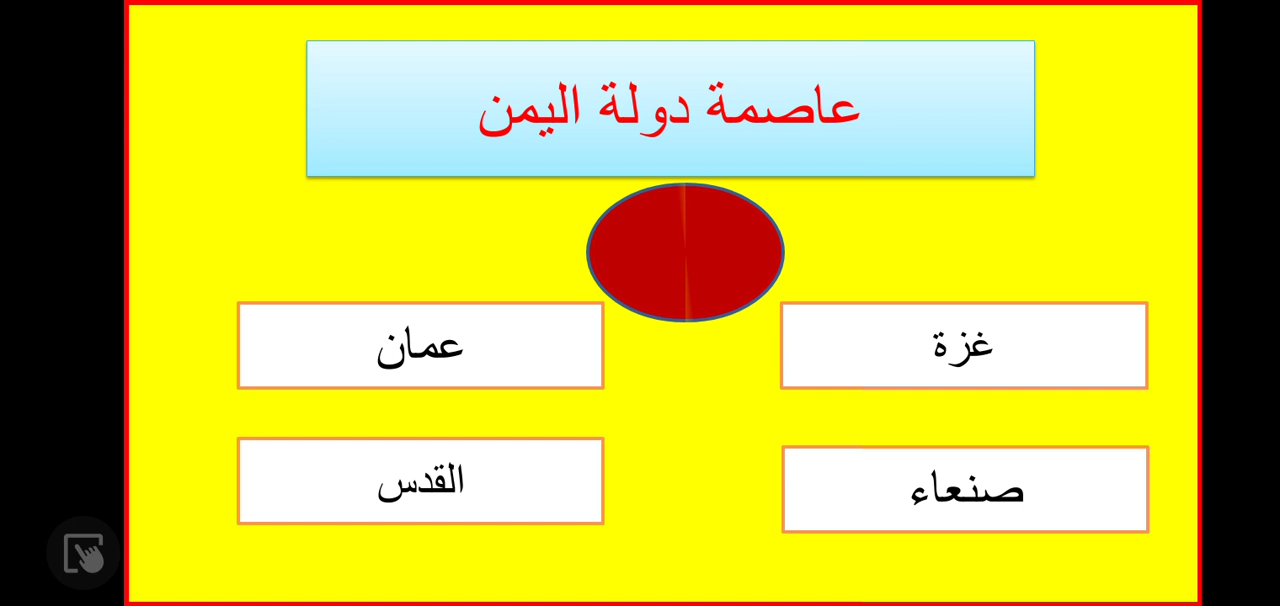 عاصمة دولة اليمن
غزة
عمان
صنعاء
القدس